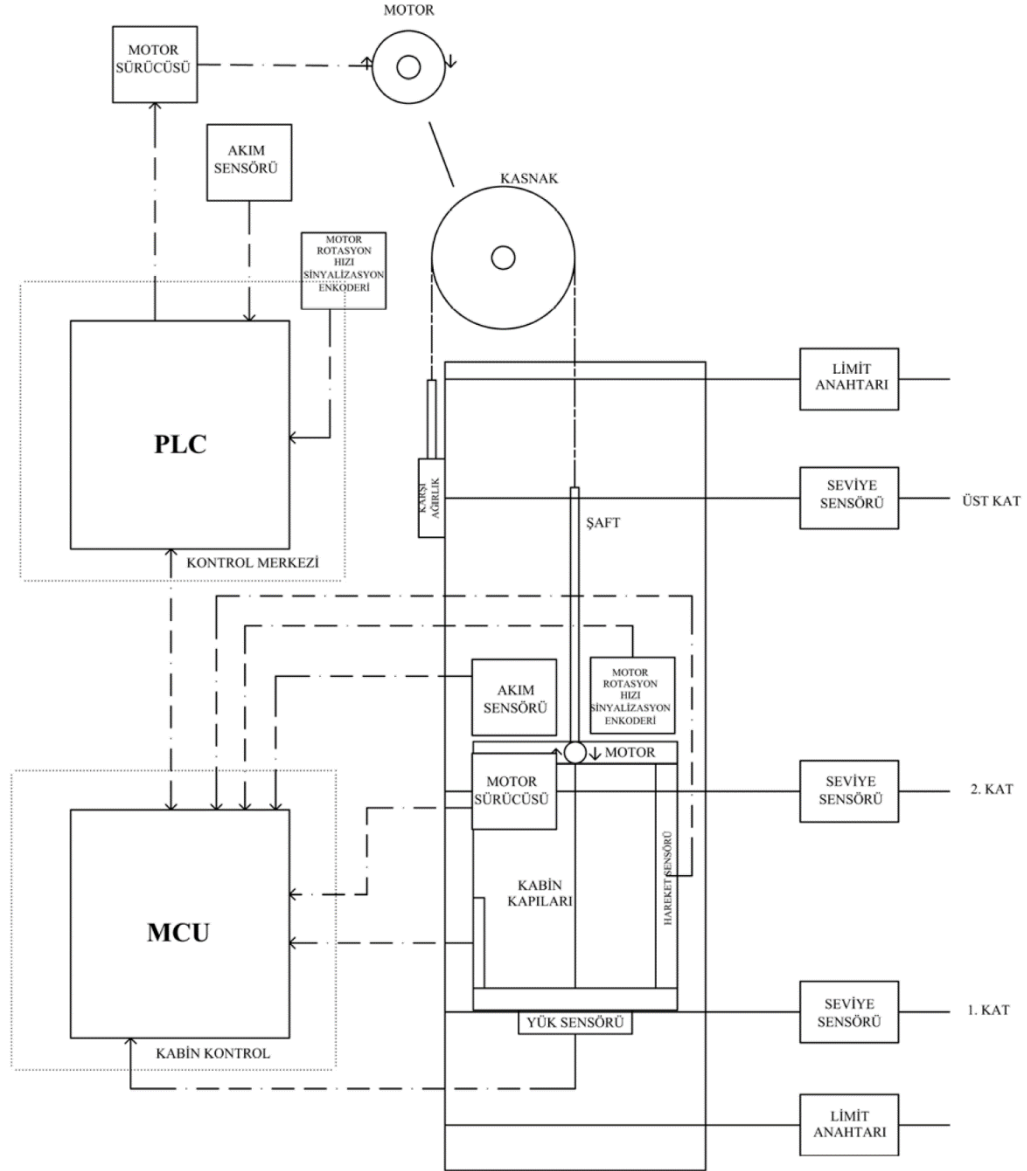 MOTOR
MOTOR
SÜRÜCÜSÜ
AKIM
SENSÖRÜ
KASNAK
MOTOR
ROTASYON
HIZI
SİNYALİZASYON
ENKODERİ
LİMİT
ANAHTARI
PLC
KARŞI
AĞIRLIK
SEVİYE
SENSÖRÜ
ÜST KAT
ŞAFT
KONTROL MERKEZİ
AKIM
SENSÖRÜ
MOTOR
ROTASYON
HIZI
SİNYALİZASYON
ENKODERİ
MOTOR
MOTOR
SÜRÜCÜSÜ
SEVİYE
SENSÖRÜ
2. KAT
HAREKET SENSÖRÜ
KABİN
KAPILARI
MCU
SEVİYE
SENSÖRÜ
1. KAT
YÜK SENSÖRÜ
KABİN KONTROL
LİMİT
ANAHTARI